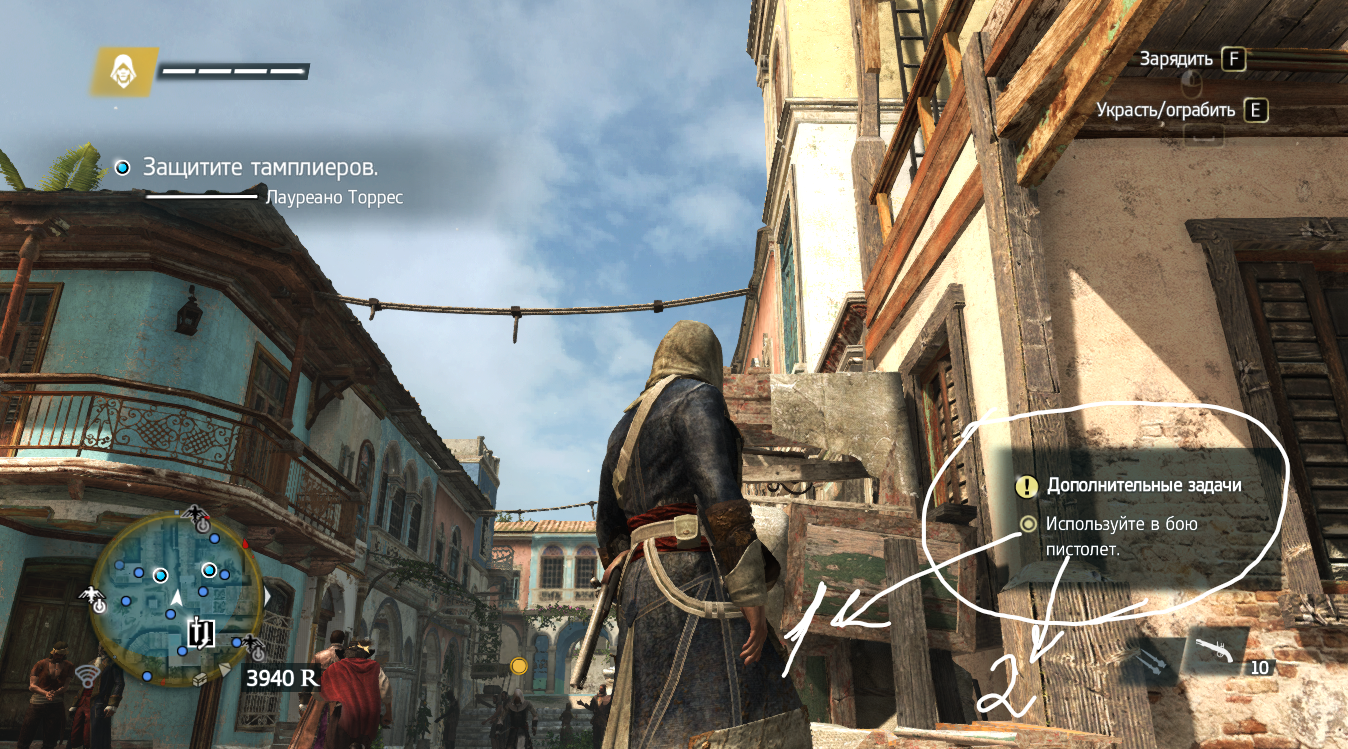 Зарядить F
Украсть/ограбить E
Защитите тамплиеров.
Лауреано Торрес
! Дополнительные задачи
Используйте в бою
пистолет.
1
2
10
3940 R